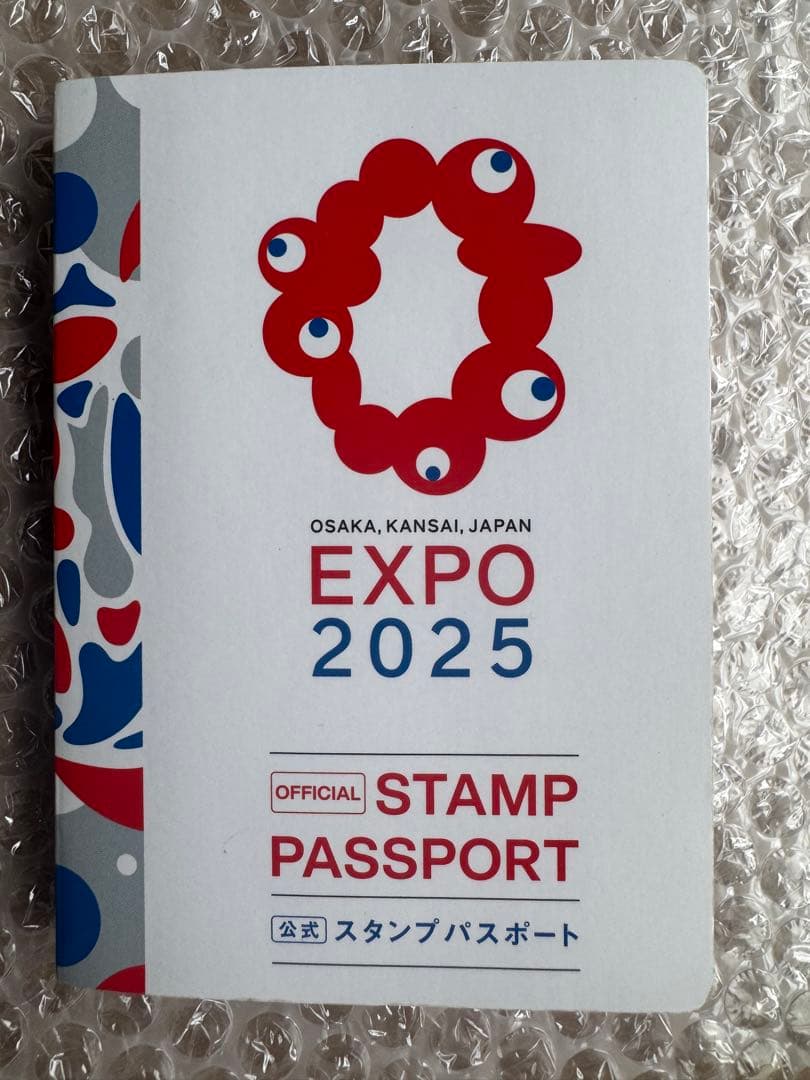 OSAKA, KANSAI, JAPAN
EXPO
2025
OFFICIAL STAMP
PASSPORT
公式 スタンプパスポート